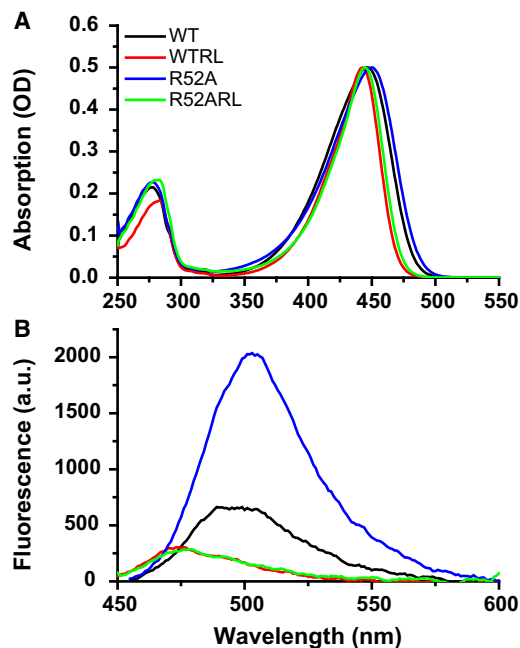 A
WT
WTRL
R52A
R52ARL
Absorption (OD)
0.6
0.5
0.4
0.3
0.2
0.1
0.0
250 300 350 400 450 500 550
B
Fluorescence (a.u.)
2000
1500
1000
500
0
450 500 550 600
Wavelength (nm)